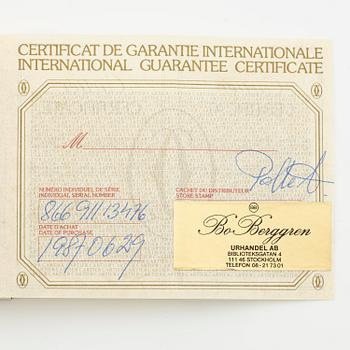 CERTIFICAT DE GARANTIE INTERNATIONALE
INTERNATIONAL GUARANTEE CERTIFICATE
M
NUMÉRO INDIVIDUEL DE SÉRIE
INDIVIDUAL SERIAL NUMBER
866911 13476
DATE D'ACHAT
DATE OF PURCHASE
1987 06 29
CACHET DU DISTRIBUTEUR
STORE STAMP
Bo Berggren
URHANDEL AB
BIBLIOTEKSGATAN 4
111 46 STOCKHOLM
TELEFON 08-21 73 01